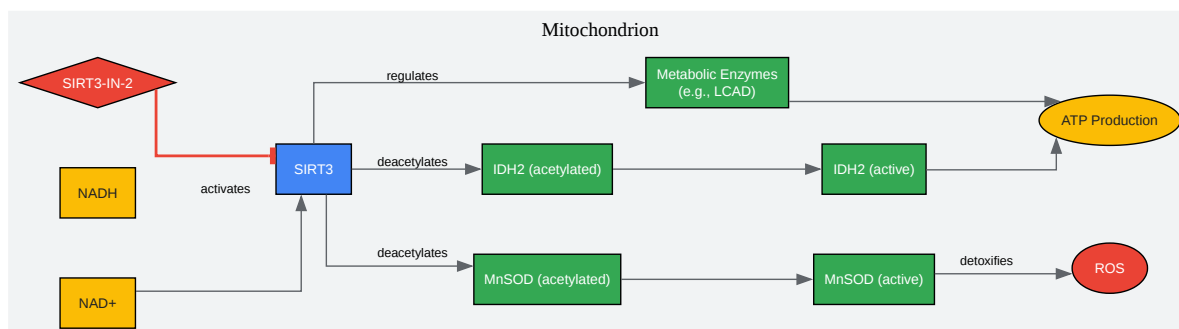 Mitochondrion
SIRT3-IN-2
regulates
Metabolic Enzymes
(e.g., LCAD)
ATP Production
SIRT3
deacetylates
IDH2 (acetylated)
IDH2 (active)
NADH
activates
deacetylates
MnSOD (acetylated)
MnSOD (active)
detoxifies
ROS
NAD+